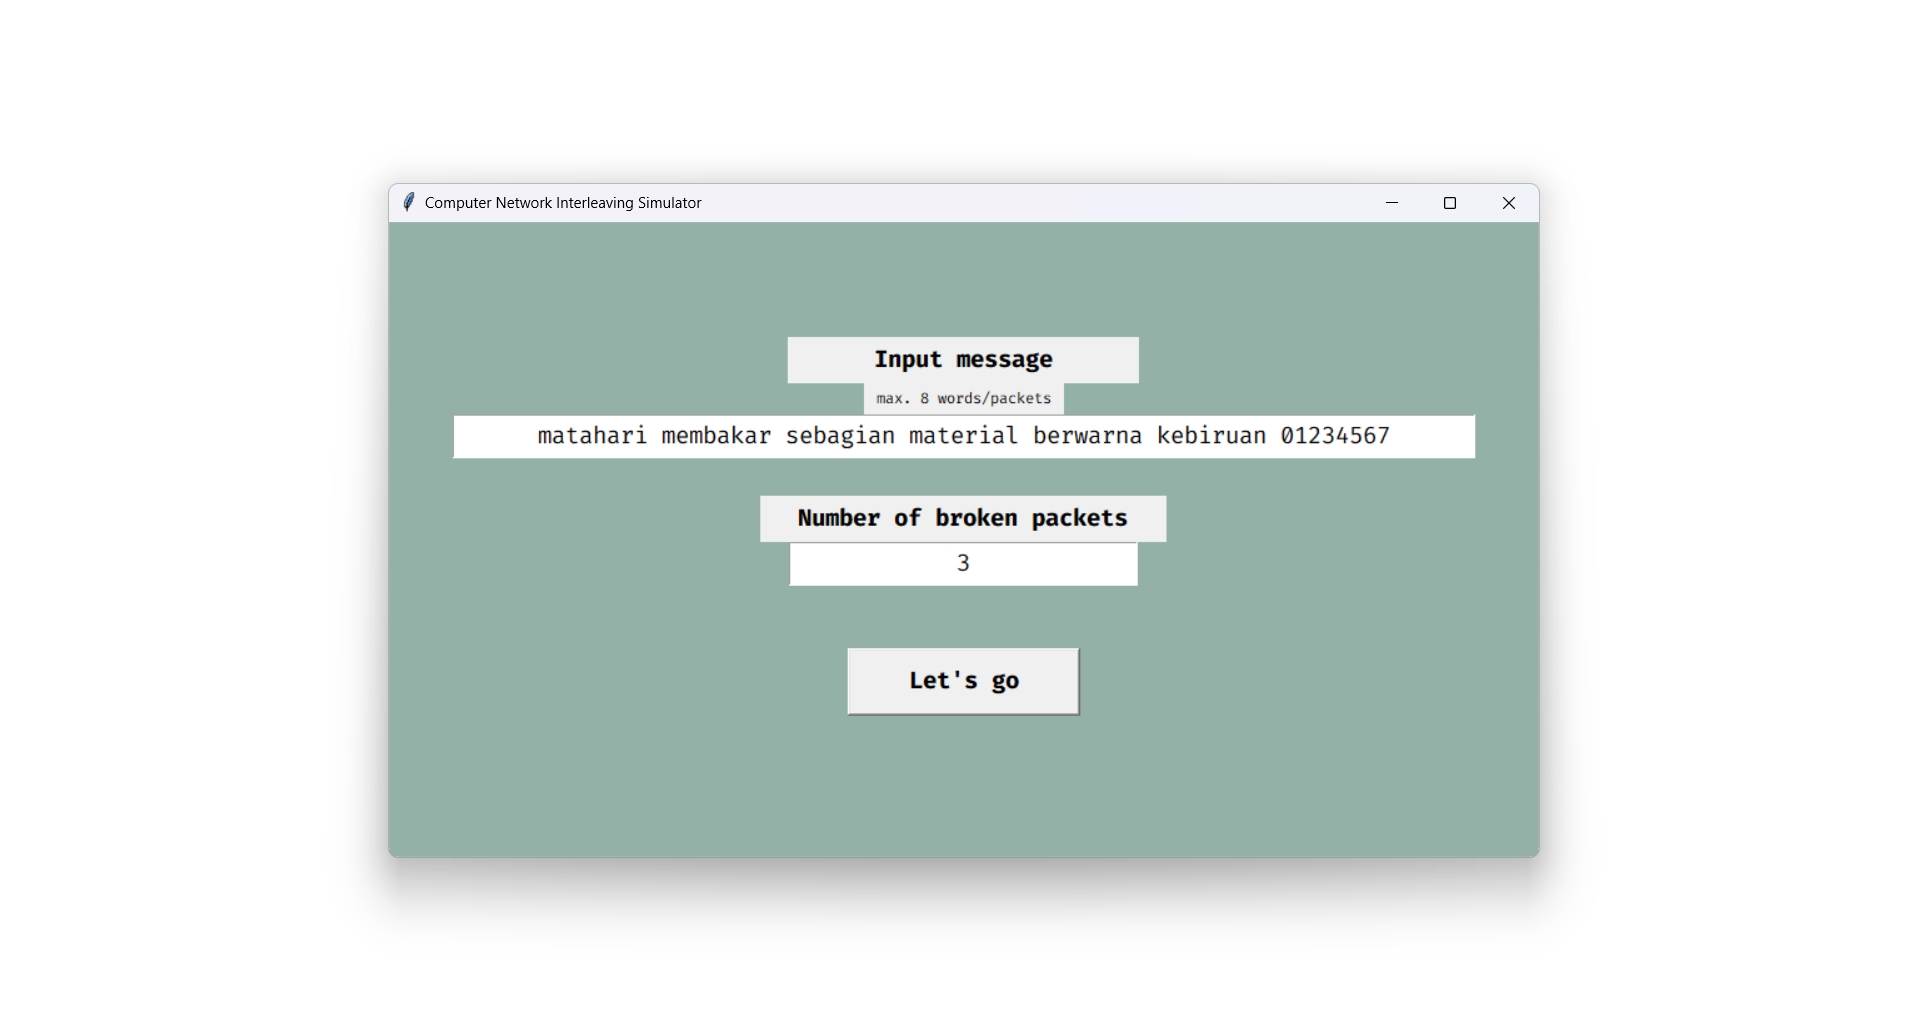 Computer Network Interleaving Simulator
Input message
max. 8 words/packets
matahari membakar sebagian material berwarna kebiruan 01234567
Number of broken packets
3
Let's go